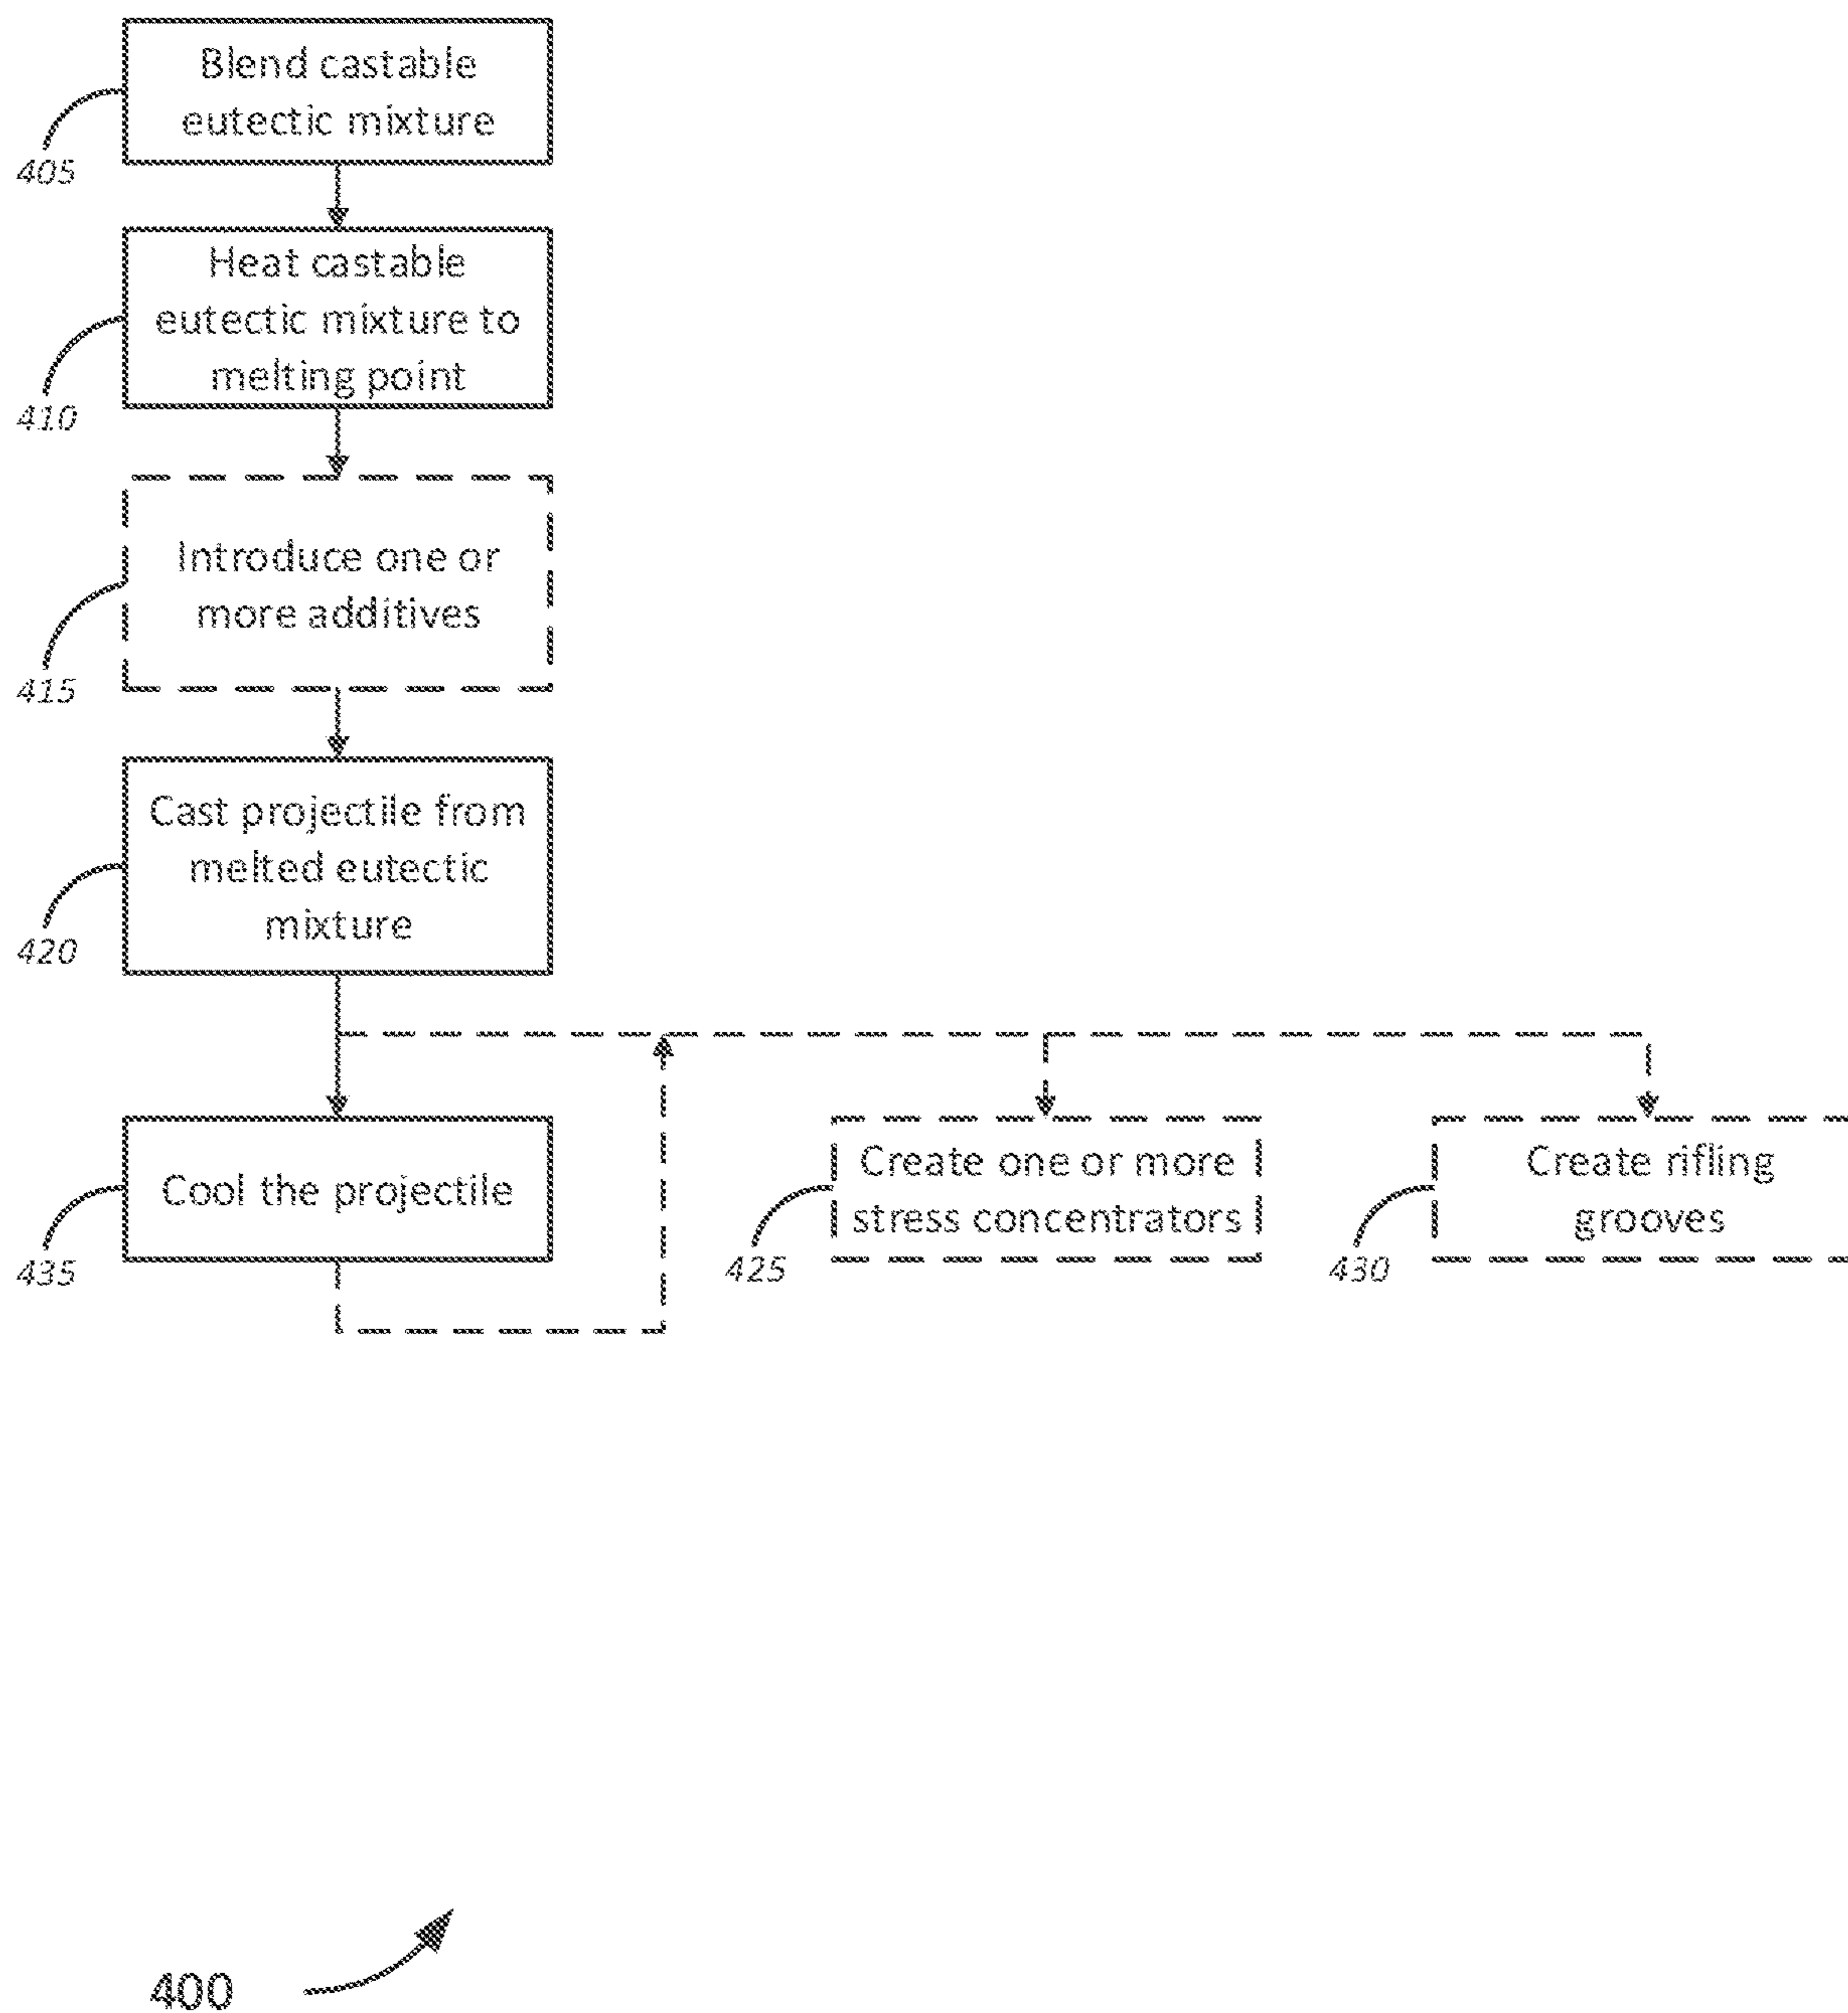 Blend castable
eutectic mixture
405
Heat castable
eutectic mixture to
melting point
410
Introduce one or
more additives
415
Cast projectile from
melted eutectic
mixture
420
Cool the projectile
435
Create one or more
stress concentrators
425
Create rifling
grooves
430
400